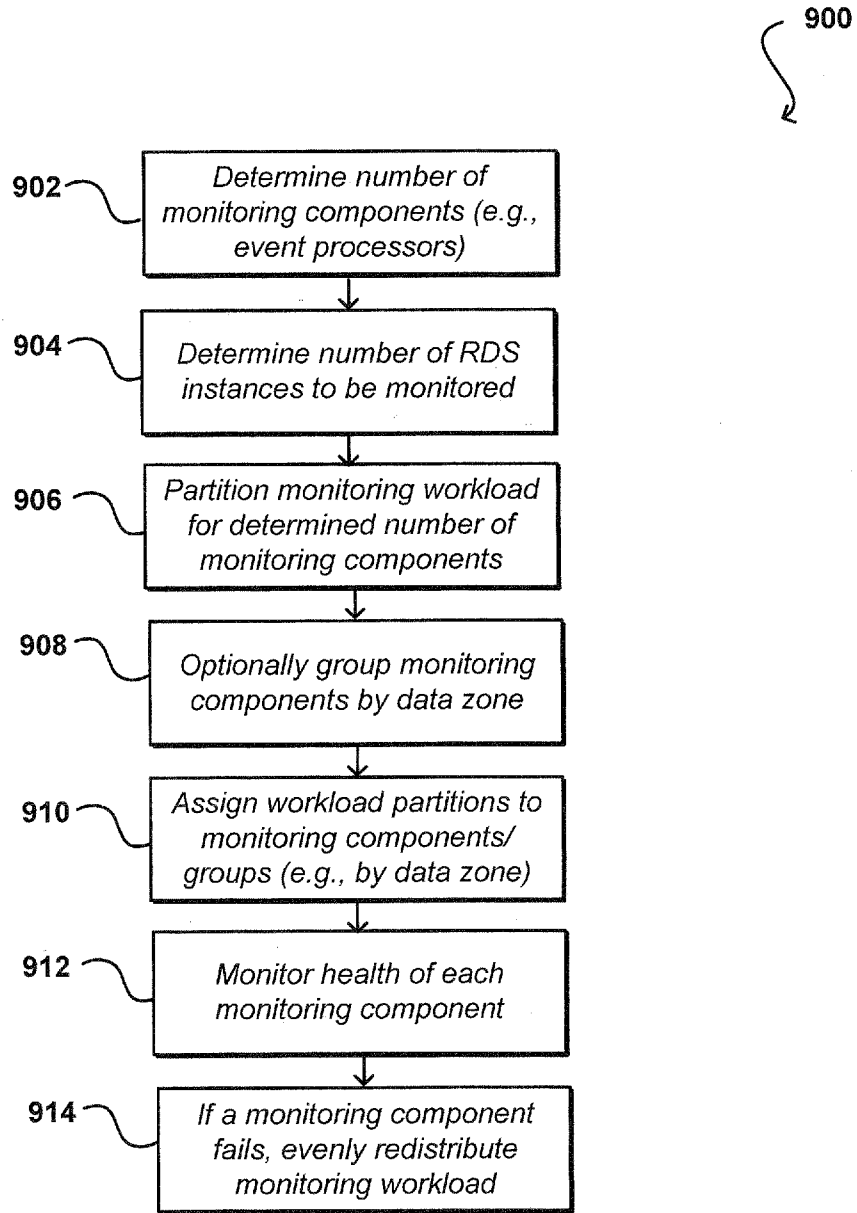 900
902
Determine number of
monitoring components (e.g.,
event processors)
904
Determine number of RDS
instances to be monitored
906
Partition monitoring workload
for determined number of
monitoring components
908
Optionally group monitoring
components by data zone
910
Assign workload partitions to
monitoring components/
groups (e.g., by data zone)
912
Monitor health of each
monitoring component
914
If a monitoring component
fails, evenly redistribute
monitoring workload